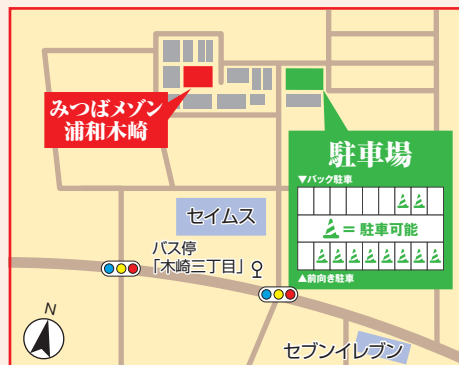 みつばメゾン
浦和木崎
駐車場
▼バック駐車
= 駐車可能
▲前向き駐車
セイムス
バス停
「木崎三丁目」
N
セブンイレブン